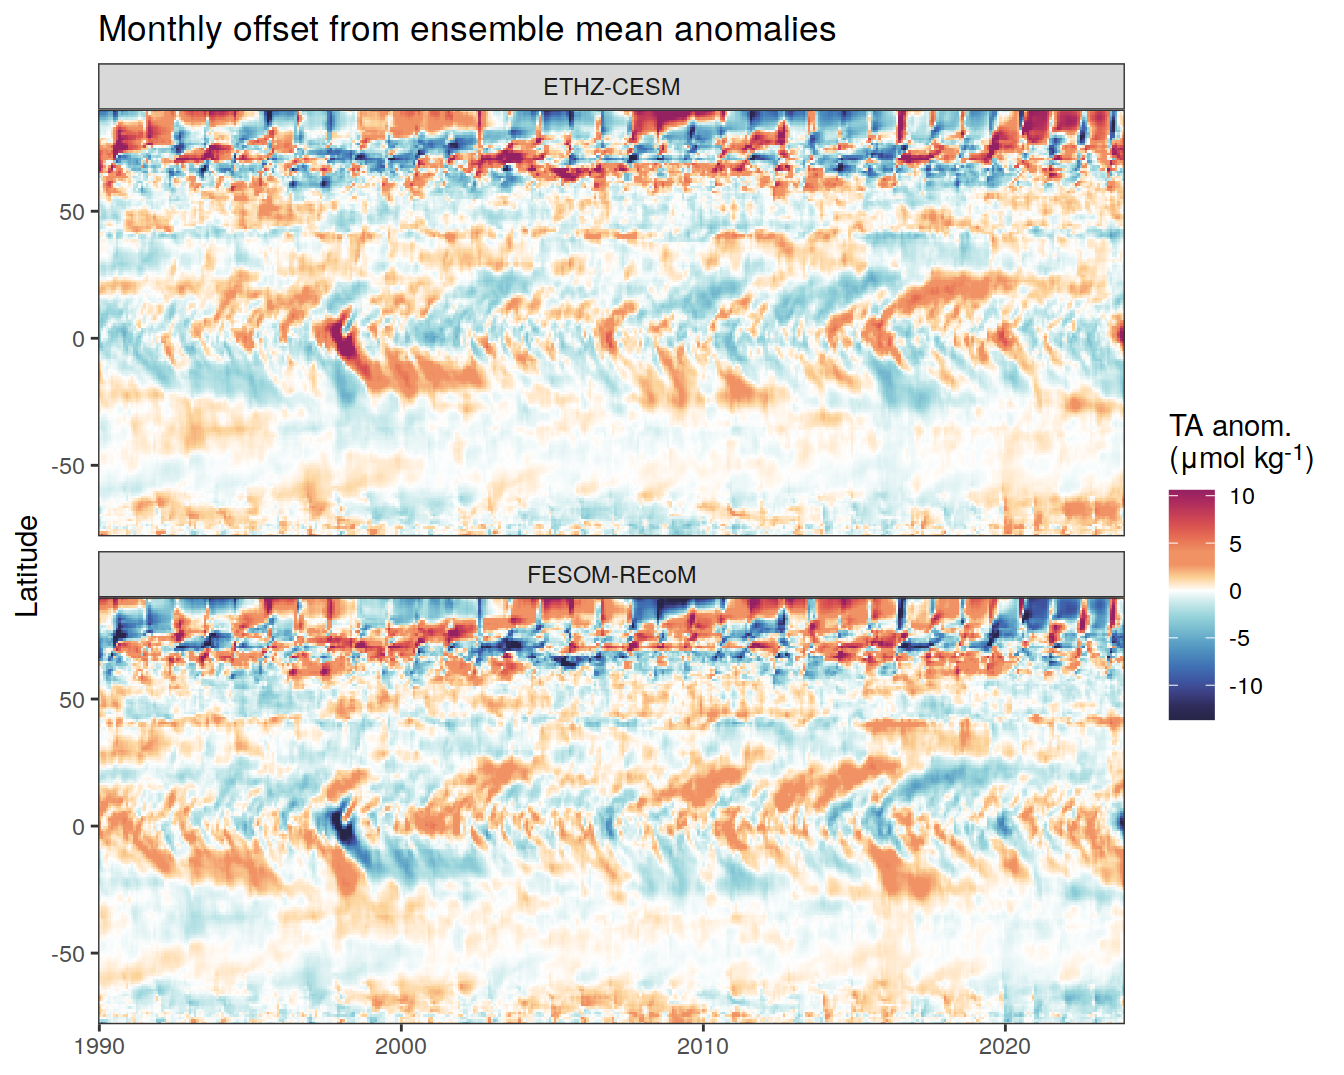 Monthly offset from ensemble mean anomalies
ETHZ-CESM
50
0
-50
FESOM-REcoM
50
0
-50
1990
2000
2010
2020
Latitude
TA anom.
(μmol kg⁻¹)
10
5
0
-5
-10